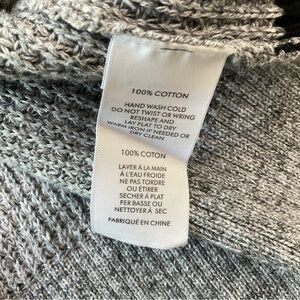 100% COTTON
HAND WASH COLD
DO NOT TWIST OR WRING
RESHAPE AND
LAY FLAT TO DRY
WARM IRON IF NEEDED OR
DRY CLEAN
100% COTON
LAVER À LA MAIN
À L'EAU FROIDE
NE PAS TORDRE
OU ÉTIRER
SECHER À PLAT
FER BASSE OU
NETTOYER À SEC
FABRIQUÉ EN CHINE